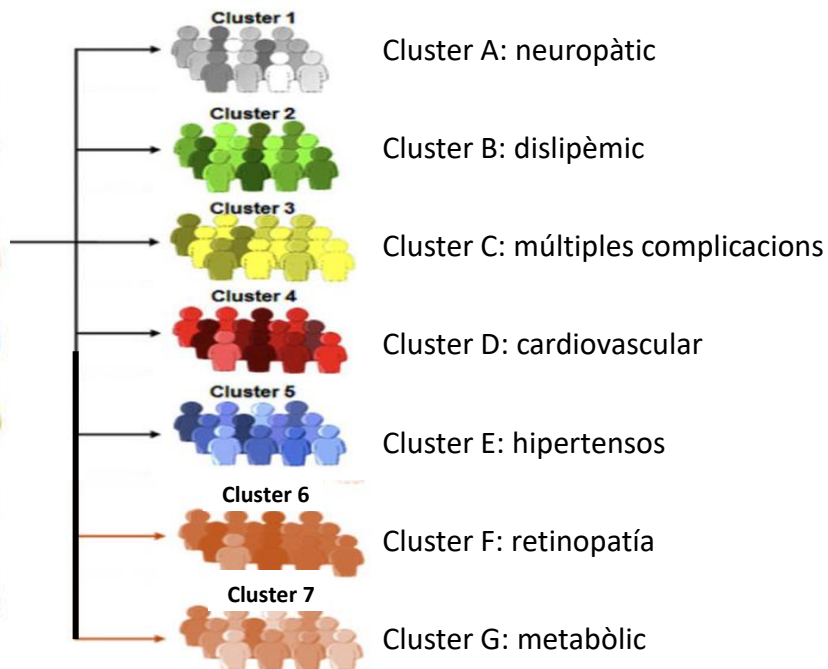 Cluster 1
Cluster A: neuropàtic
Cluster 2
Cluster B: dislipèmic
Cluster 3
Cluster C: múltiples complicacions
Cluster 4
Cluster D: cardiovascular
Cluster 5
Cluster E: hipertensos
Cluster 6
Cluster F: retinopatía
Cluster 7
Cluster G: metabòlic